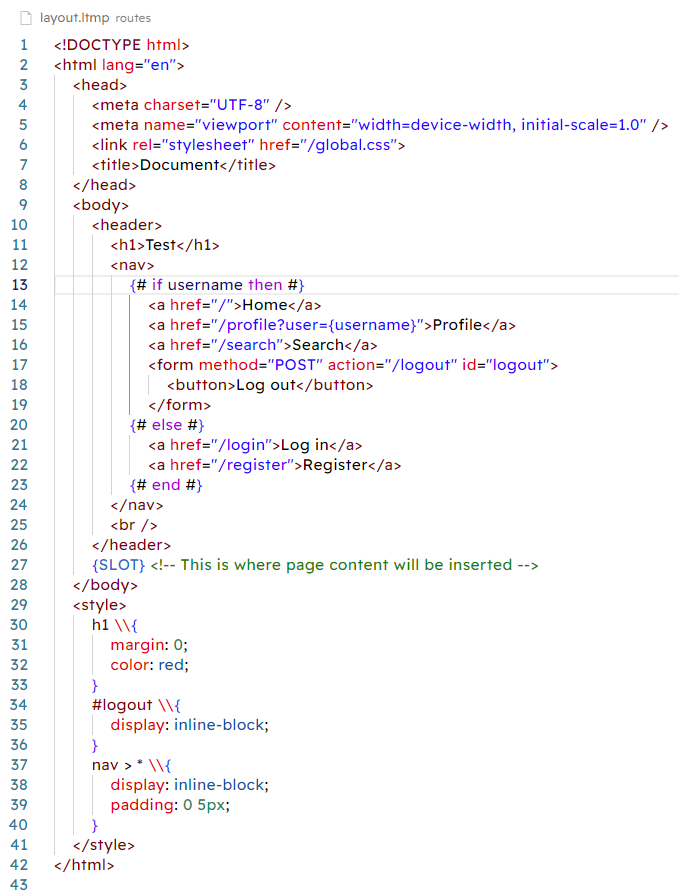 layout.ltmp routes
1 <!DOCTYPE html>
2 <html lang="en">
3 <head>
4 <meta charset="UTF-8" />
5 <meta name="viewport" content="width=device-width, initial-scale=1.0" />
6 <link rel="stylesheet" href="/global.css">
7 <title>Document</title>
8 </head>
9 <body>
10 <header>
11 <h1>Test</h1>
12 <nav>
13 {# if username then #}
14 <a href="/">Home</a>
15 <a href="/profile?user={username}">Profile</a>
16 <a href="/search">Search</a>
17 <form method="POST" action="/logout" id="logout">
18 <button>Log out</button>
19 </form>
20 {# else #}
21 <a href="/login">Log in</a>
22 <a href="/register">Register</a>
23 {# end #}
24 </nav>
25 <br />
26 </header>
27 {SLOT} <!-- This is where page content will be inserted -->
28 </body>
29 <style>
30 h1 \\{
31 margin: 0;
32 color: red;
33 }
34 #logout \\{
35 display: inline-block;
36 }
37 nav > * \\{
38 display: inline-block;
39 padding: 0 5px;
40 }
41 </style>
42 </html>
43